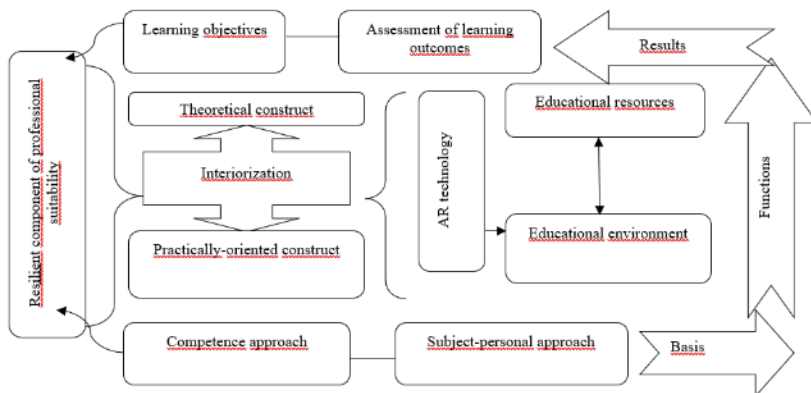 Learning objectives
Assessment of learning
outcomes
Results
Resilient component of professional
suitability
Theoretical construct
Interiorization
Practically-oriented construct
AR technology
Educational resources
Educational environment
Functions
Competence approach
Subject-personal approach
Basis